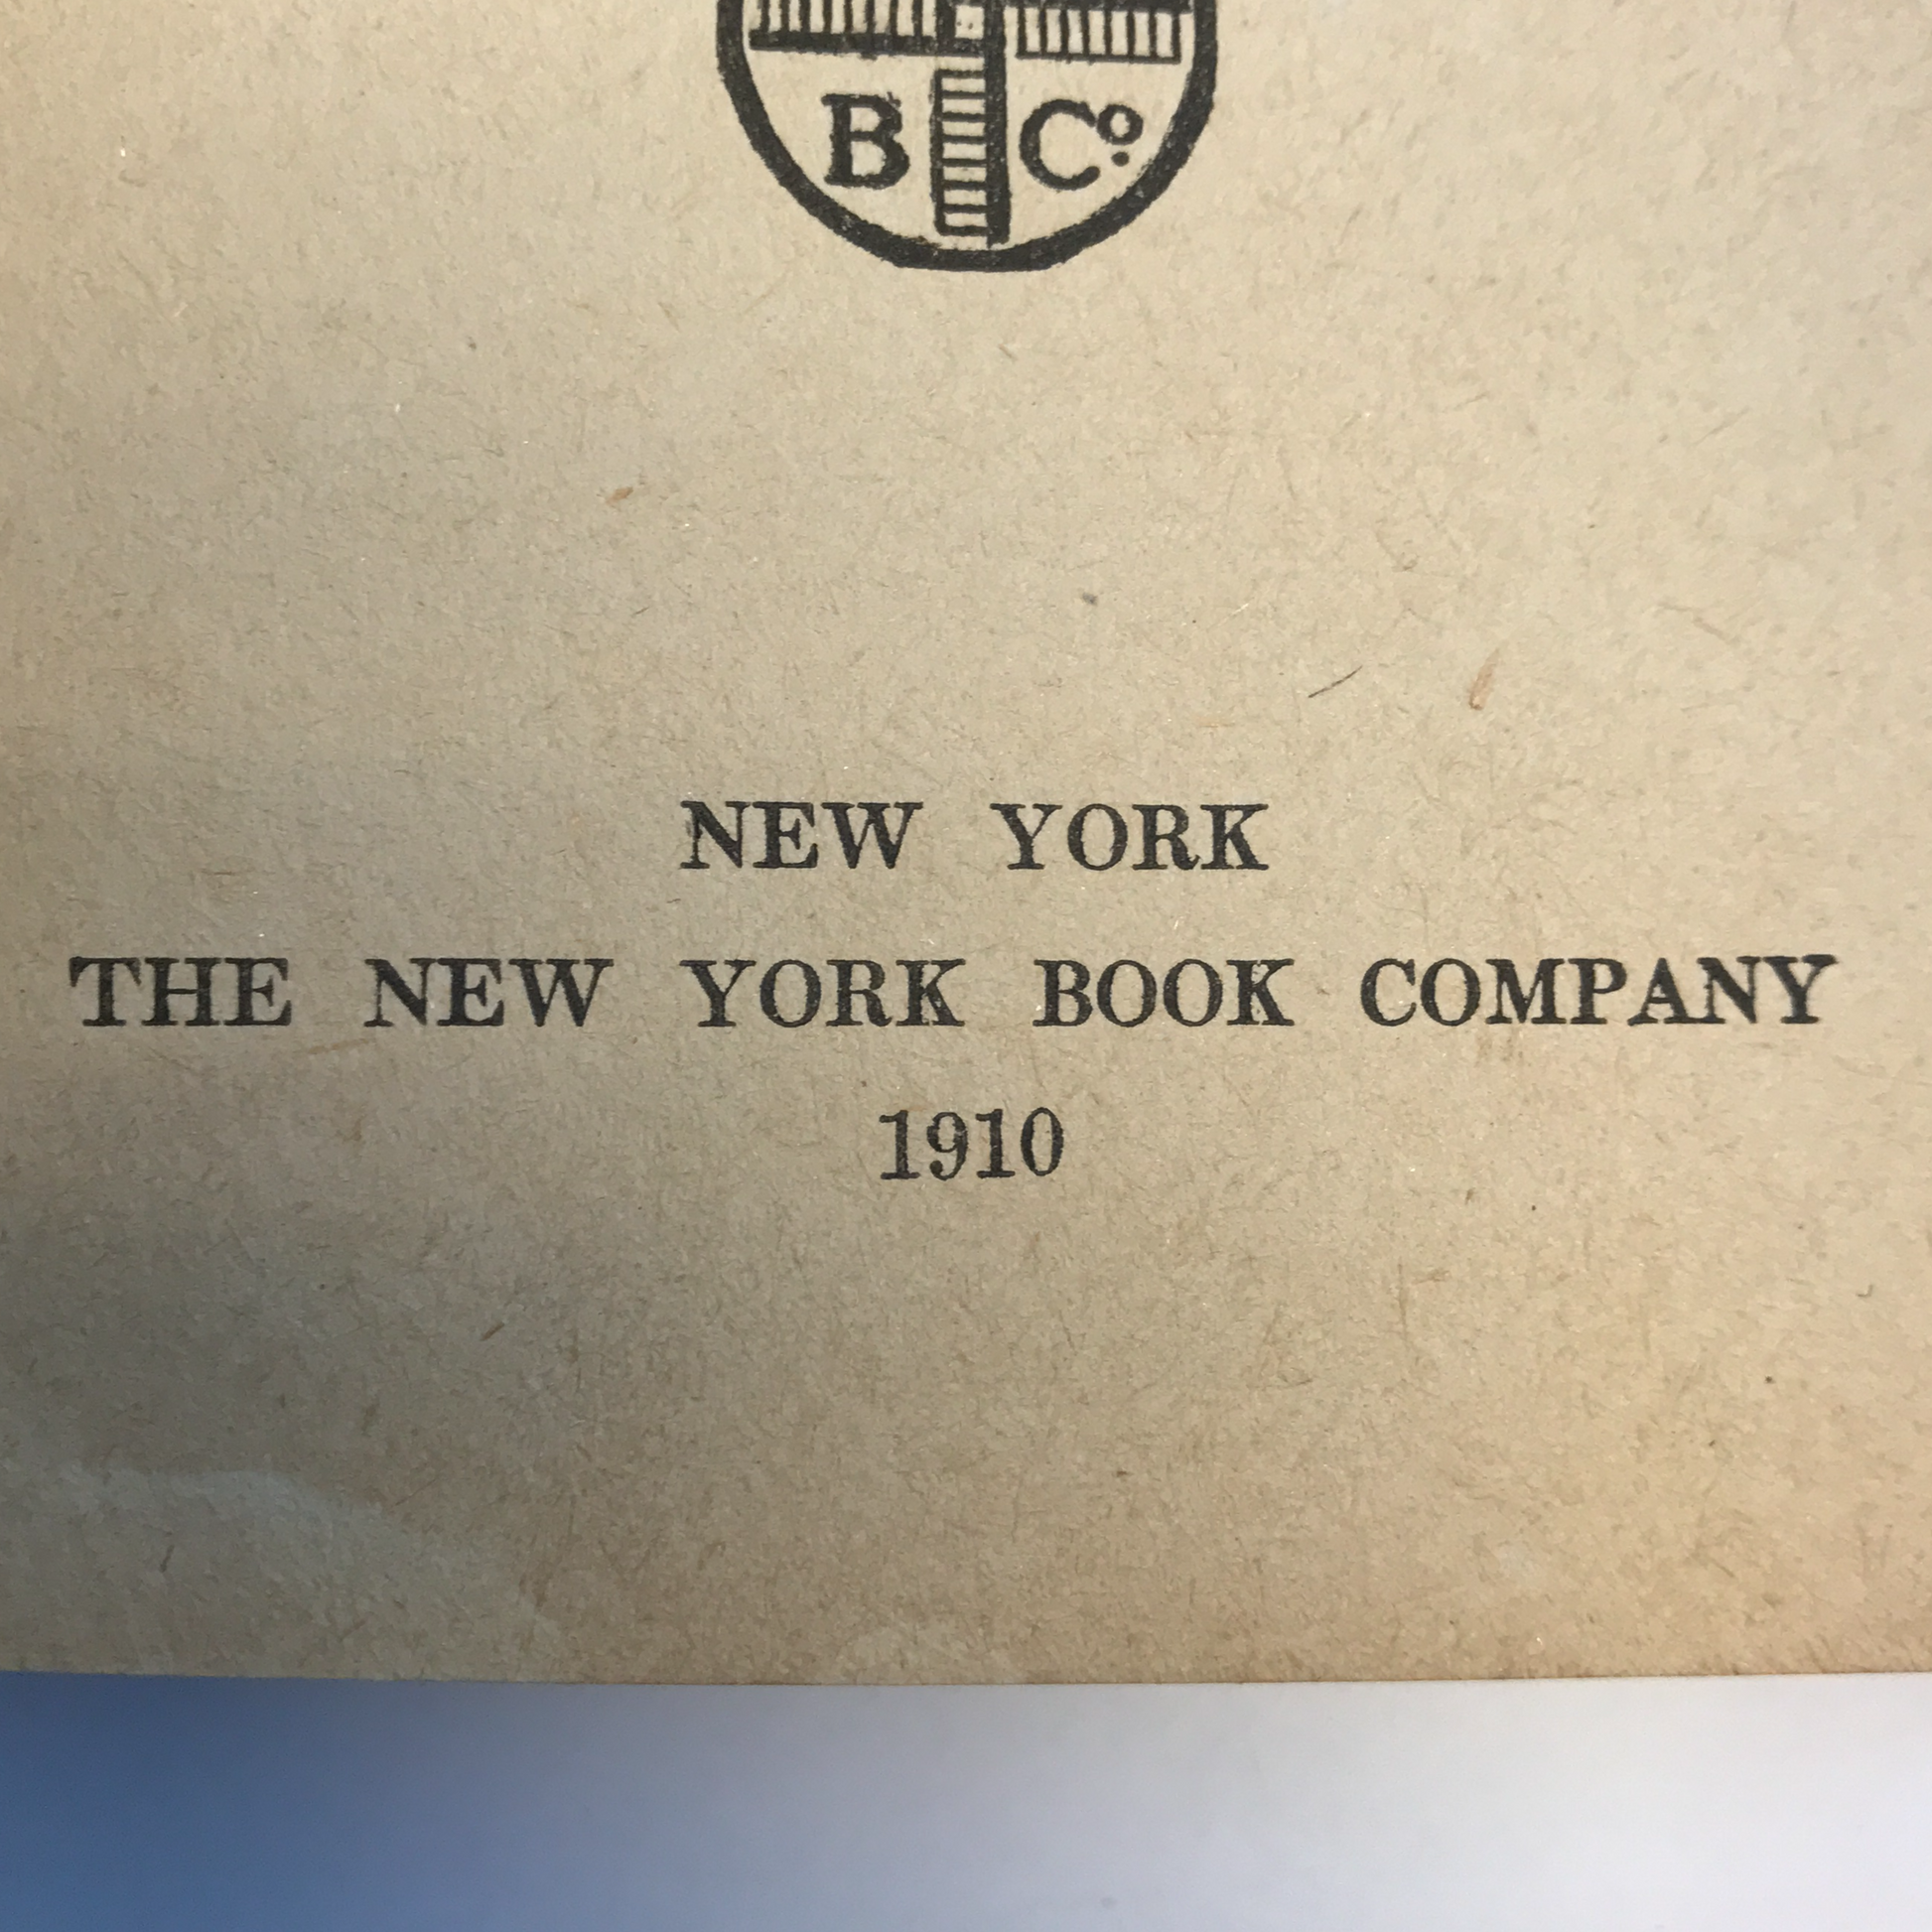 B Co.
NEW YORK
THE NEW YORK BOOK COMPANY
1910